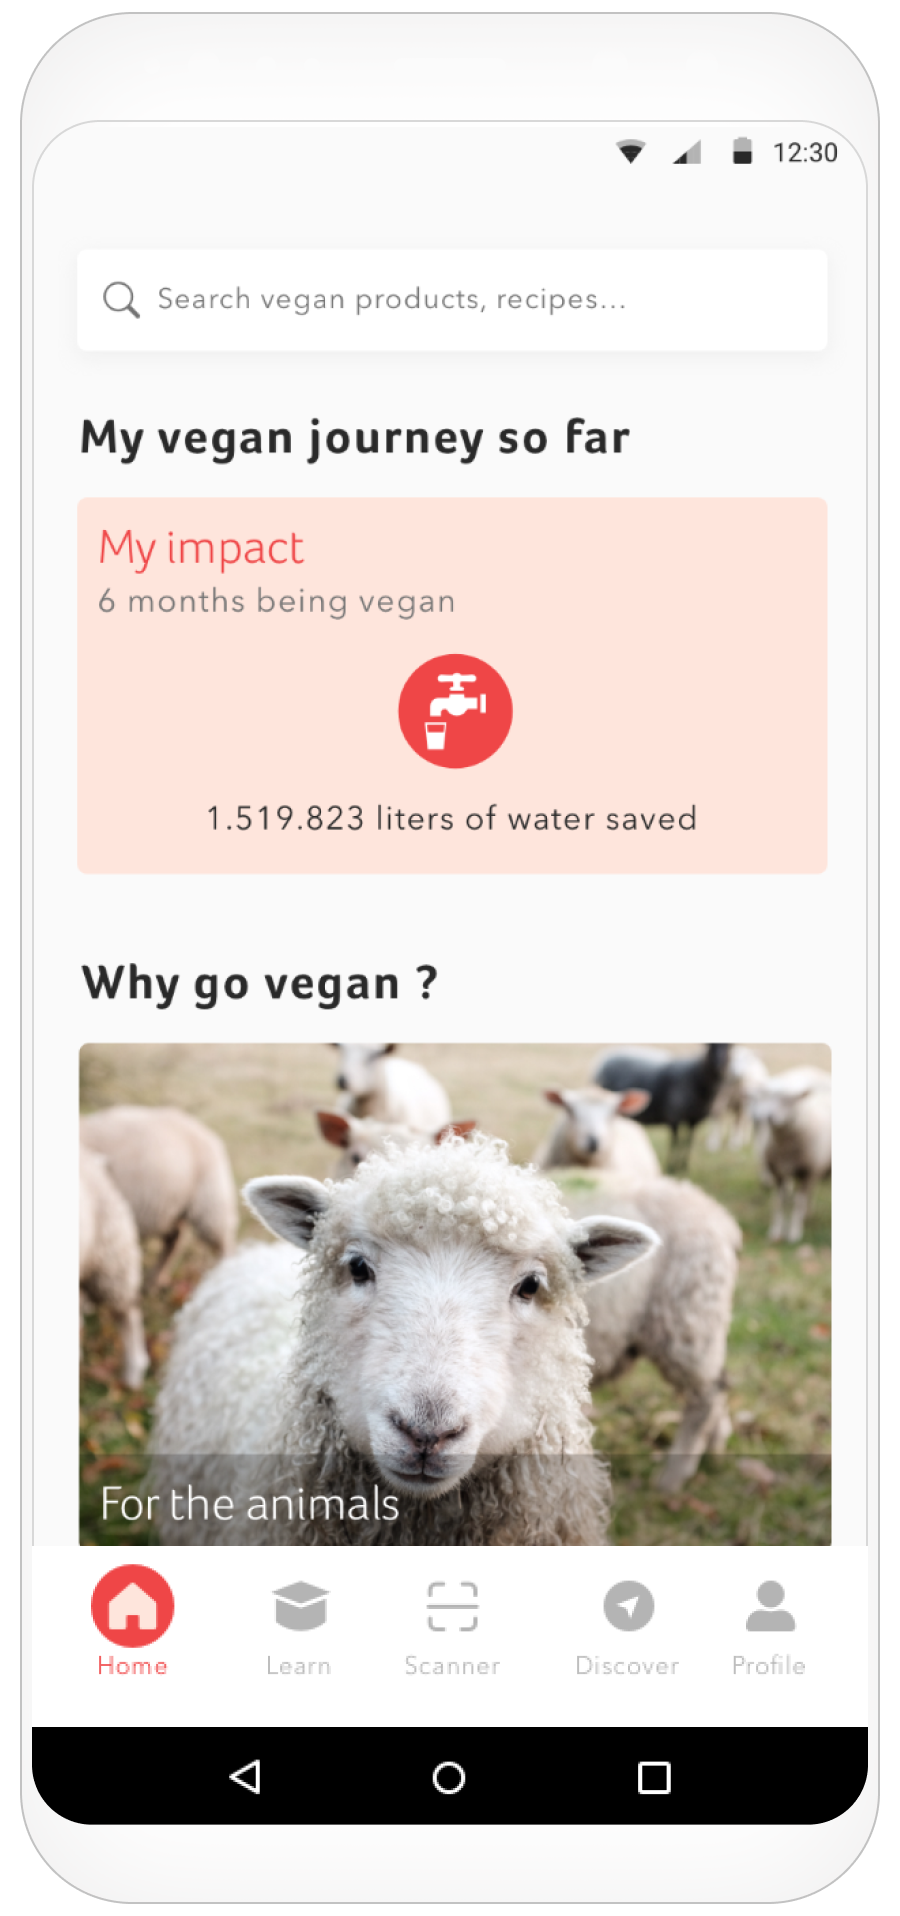 12:30
Search vegan products, recipes...
My vegan journey so far
My impact
6 months being vegan
1.519.823 liters of water saved
Why go vegan ?
For the animals
Home Learn Scanner Discover Profile